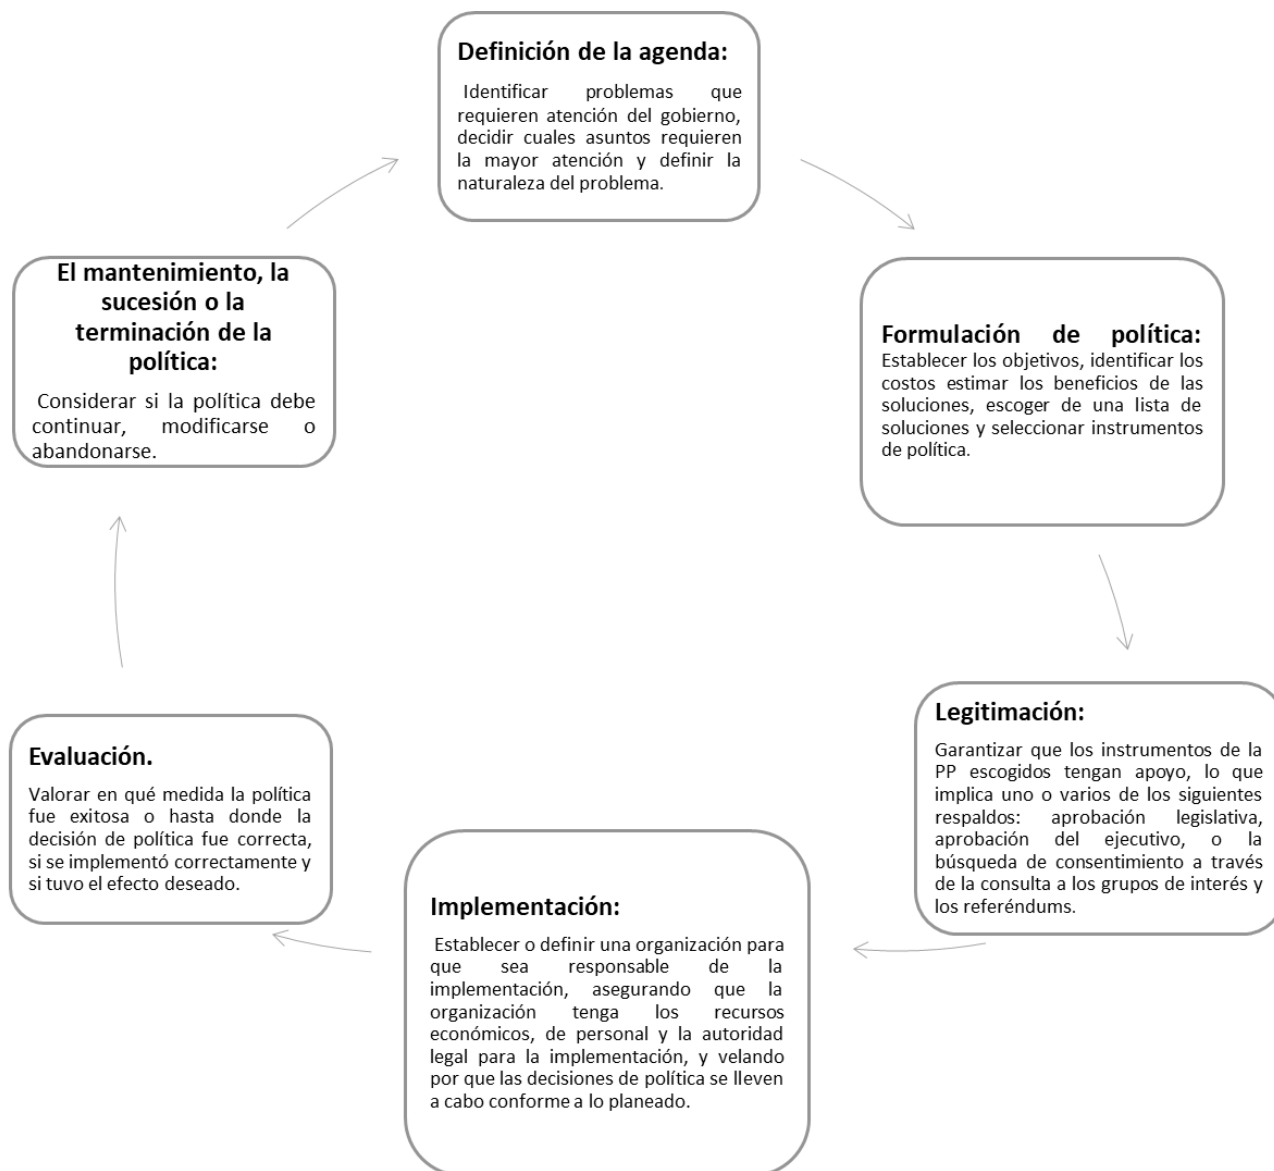 Definición de la agenda:
Identificar problemas que
requieren atención del gobierno,
decidir cuales asuntos requieren
la mayor atención y definir la
naturaleza del problema.
Formulación de política:
Establecer los objetivos, identificar los
costos estimar los beneficios de las
soluciones, escoger de una lista de
soluciones y seleccionar instrumentos
de política.
Legitimación:
Garantizar que los instrumentos de la
PP escogidos tengan apoyo, lo que
implica uno o varios de los siguientes
respaldos: aprobación legislativa,
aprobación del ejecutivo, o la
búsqueda de consentimiento a través
de la consulta a los grupos de interés y
los referéndums.
Implementación:
Establecer o definir una organización para
que sea responsable de la
implementación, asegurando que la
organización tenga los recursos
económicos, de personal y la autoridad
legal para la implementación, y velando
por que las decisiones de política se lleven
a cabo conforme a lo planeado.
Evaluación.
Valorar en qué medida la política
fue exitosa o hasta donde la
decisión de política fue correcta,
si se implementó correctamente y
si tuvo el efecto deseado.
El mantenimiento, la
sucesión o la
terminación de la
política:
Considerar si la política debe
continuar, modificarse o
abandonarse.